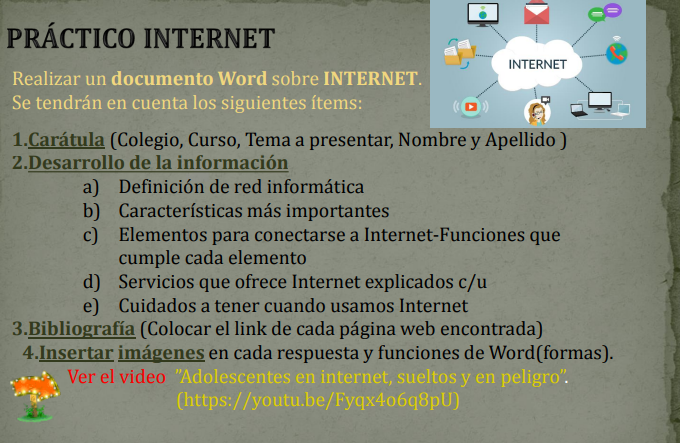 PRÁCTICO INTERNET
INTERNET
Realizar un documento Word sobre INTERNET.
Se tendrán en cuenta los siguientes ítems:
1.Carátula (Colegio, Curso, Tema a presentar, Nombre y Apellido )
2.Desarrollo de la información
a) Definición de red informática
b) Características más importantes
c) Elementos para conectarse a Internet-Funciones que
cumple cada elemento
d) Servicios que ofrece Internet explicados c/u
e) Cuidados a tener cuando usamos Internet
3.Bibliografía (Colocar el link de cada página web encontrada)
4.Insertar imágenes en cada respuesta y funciones de Word(formas).
Ver el video "Adolescentes en internet, sueltos y en peligro".
(https://youtu.be/Fyqx4o6q8pU)